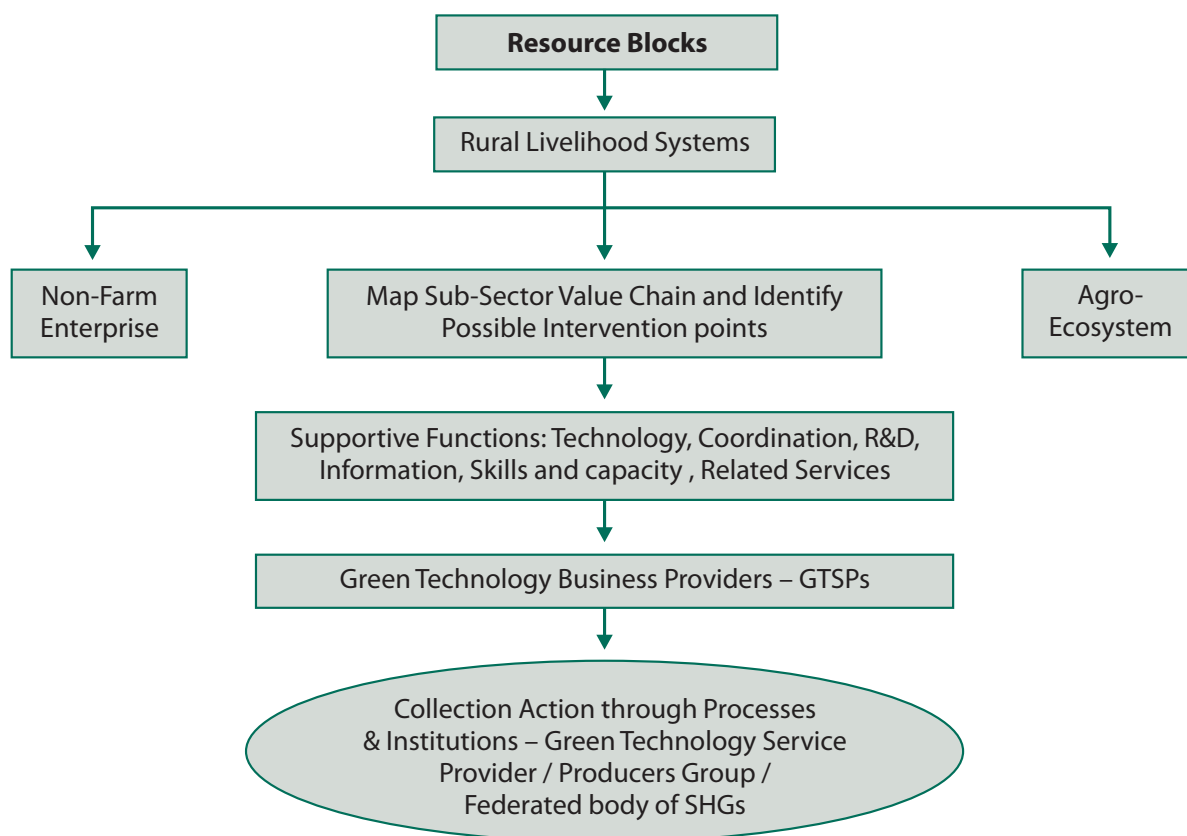 Resource Blocks
Rural Livelihood Systems
Non-Farm
Enterprise
Map Sub-Sector Value Chain and Identify
Possible Intervention points
Agro-
Ecosystem
Supportive Functions: Technology, Coordination, R&D,
Information, Skills and capacity , Related Services
Green Technology Business Providers – GTSPs
Collection Action through Processes
& Institutions – Green Technology Service
Provider / Producers Group /
Federated body of SHGs